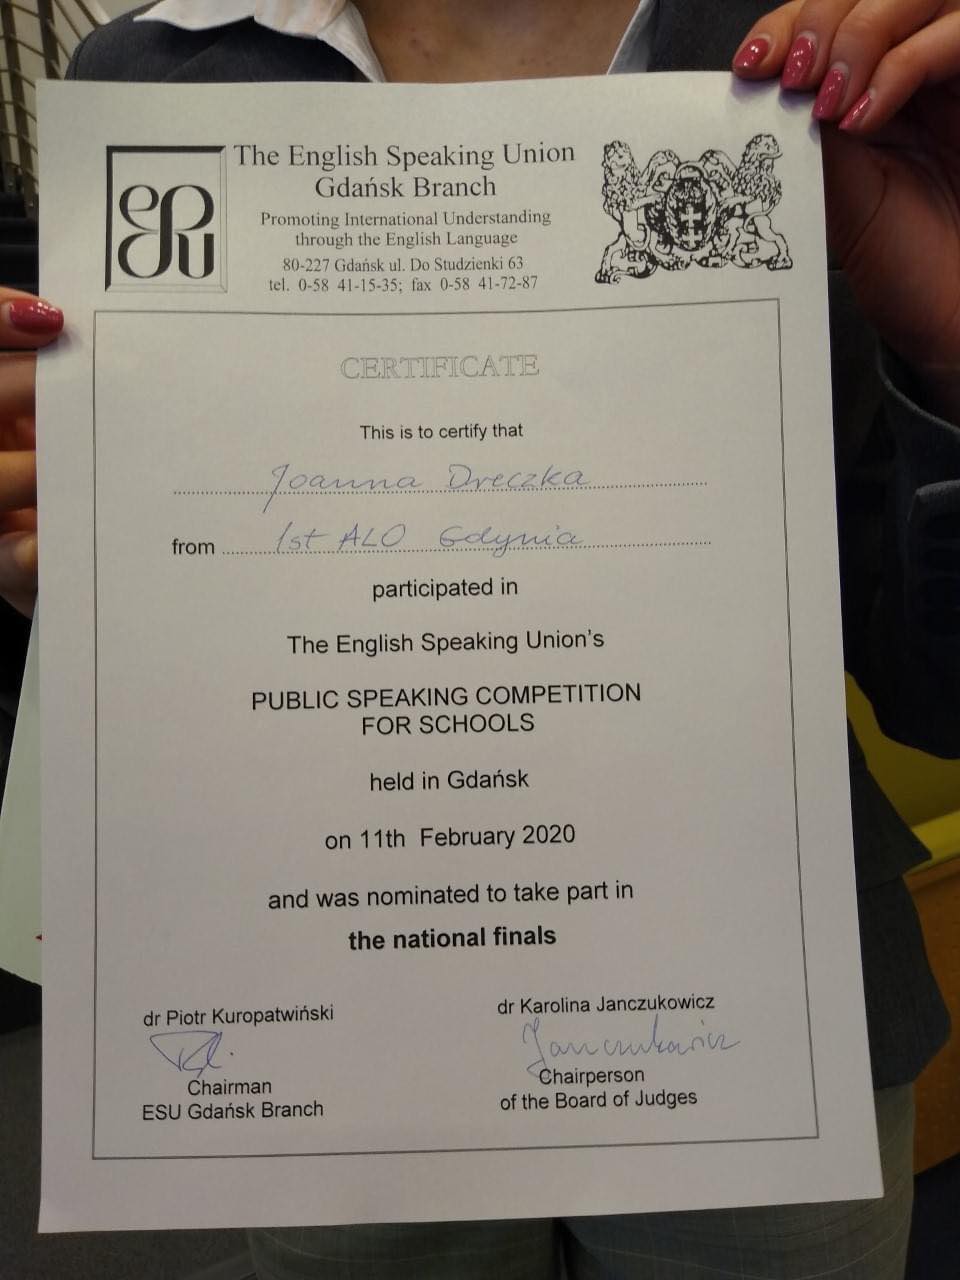 esu
The English Speaking Union
Gdańsk Branch
Promoting International Understanding
through the English Language
80-227 Gdańsk ul. Do Studzienki 63
tel. 0-58 41-15-35; fax 0-58 41-72-87
CERTIFICATE
This is to certify that
Joanna Dreczka
from 1st ALO Gdynia
participated in
The English Speaking Union's
PUBLIC SPEAKING COMPETITION
FOR SCHOOLS
held in Gdańsk
on 11th February 2020
and was nominated to take part in
the national finals
dr Piotr Kuropatwiński
Chairman
ESU Gdańsk Branch
dr Karolina Janczukowicz
Janczukowicz
Chairperson
of the Board of Judges